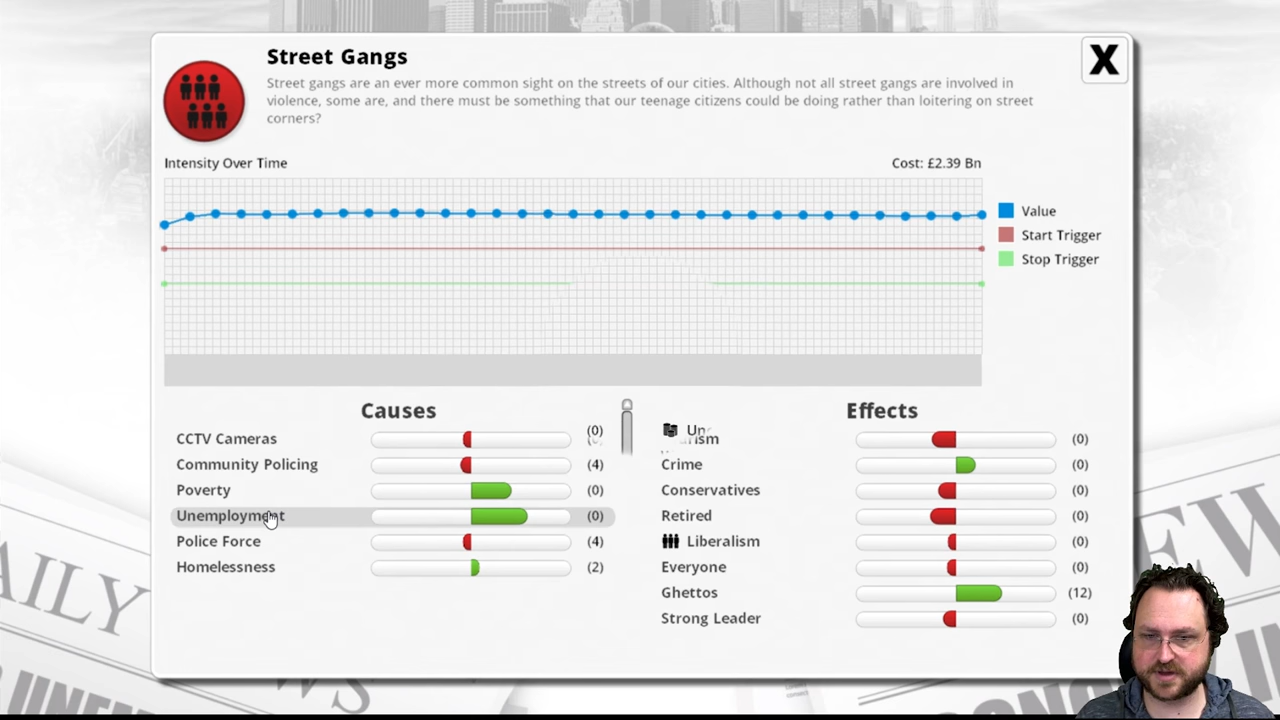 Street Gangs
X
Street gangs are an ever more common sight on the streets of our cities. Although not all street gangs are involved in
violence, some are, and there must be something that our teenage citizens could be doing rather than loitering on street
corners?
Intensity Over Time
Cost: £2.39 Bn
Value
Start Trigger
Stop Trigger
Causes
(0)
CCTV Cameras
Community Policing (4)
Poverty (0)
Unemployment (0)
Police Force (4)
Homelessness (2)
Effects
(0)
Crime (0)
Conservatives (0)
Retired (0)
Liberalism (0)
Everyone (0)
Ghettos (12)
Strong Leader (0)